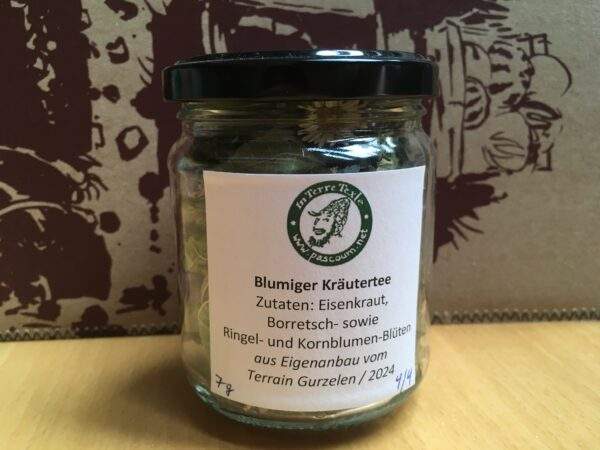 In Terre Texte
www.pascoum.net
Blumiger Kräutertee
Zutaten: Eisenkraut,
Borretsch- sowie
Ringel- und Kornblumen-Blüten
aus Eigenanbau vom
Terrain Gurzelen / 2024
7g 4/4